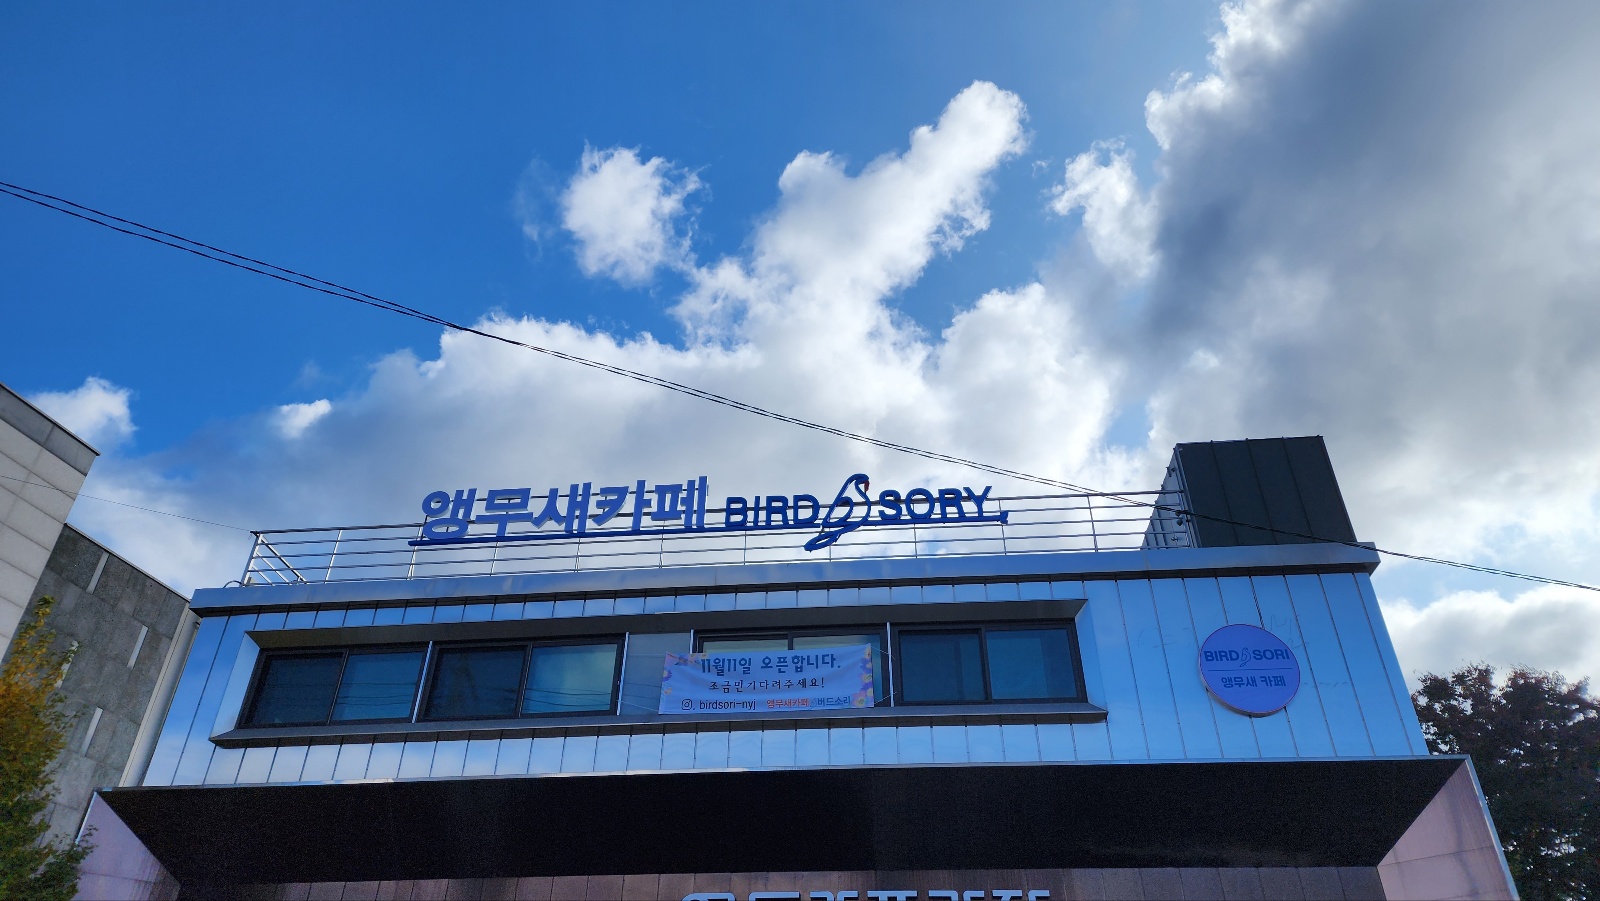 앵무새카페 BIRD SORY
11월11일 오픈합니다.
조금만기다려주세요!
birdsori-nyj 앵무새카페 버드소리
BIRD SORI
앵무새 카페